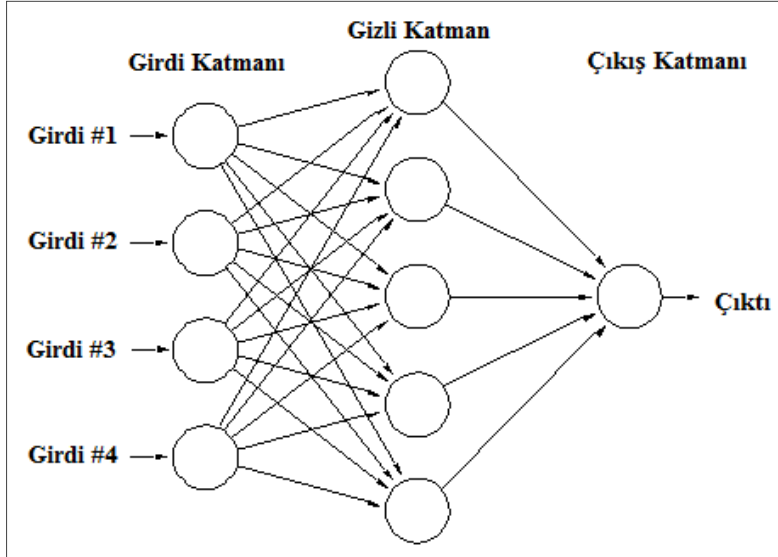 Girdi Katmanı
Gizli Katman
Çıkış Katmanı
Girdi #1
Girdi #2
Girdi #3
Girdi #4
Çıktı